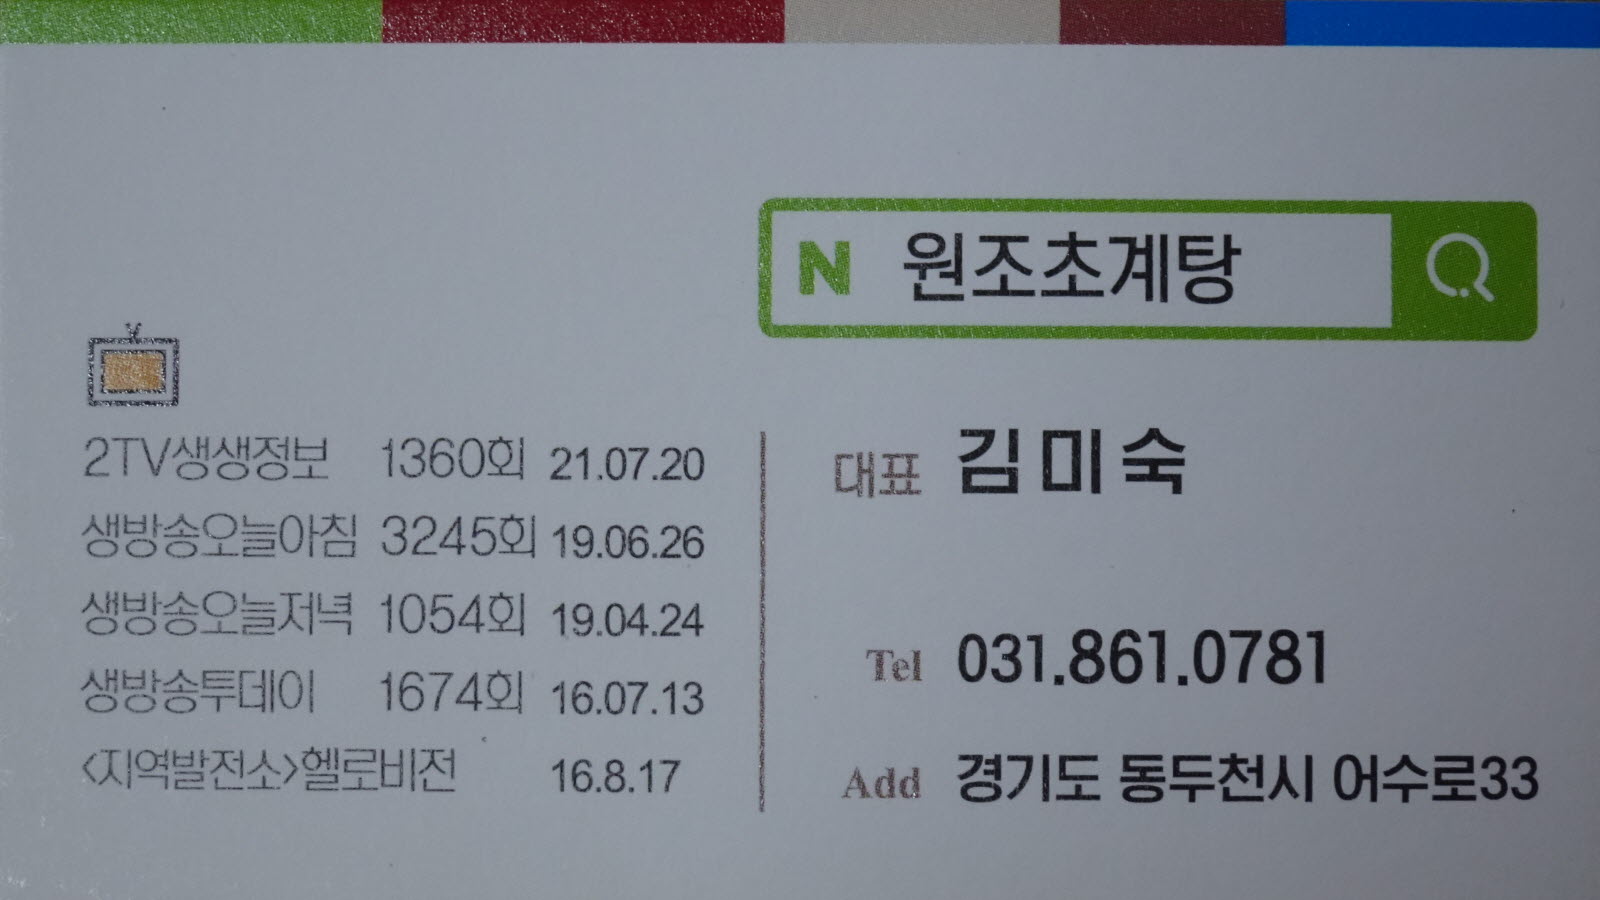 N 원조초계탕
2TV생생정보 1360회 21.07.20
생방송오늘아침 3245회 19.06.26
생방송오늘저녁 1054회 19.04.24
생방송투데이 1674회 16.07.13
<지역발전소>헬로비전 16.8.17
대표 김미숙
Tel 031.861.0781
Add 경기도 동두천시 어수로33